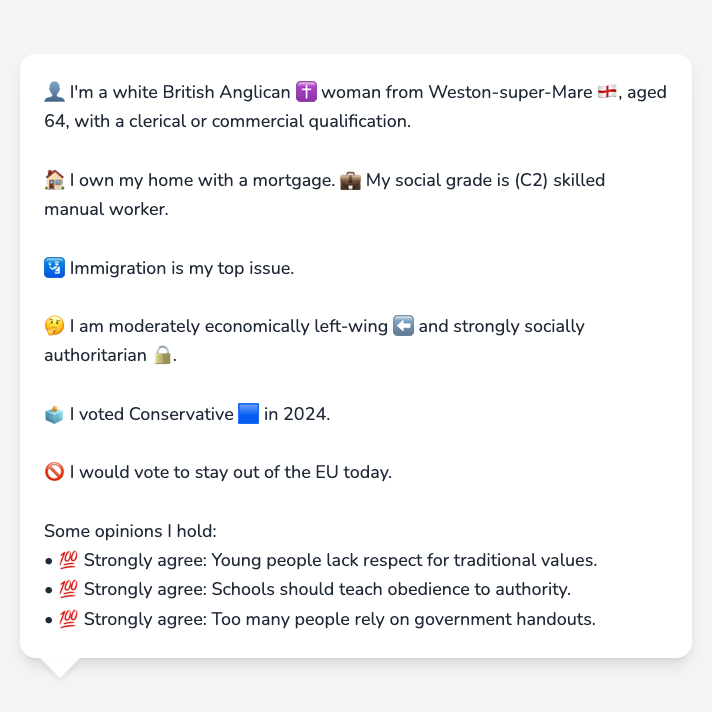 👤 I'm a white British Anglican ✝️ woman from Weston-super-Mare 🏴󠁧󠁢󠁥󠁮󠁧󠁿, aged
64, with a clerical or commercial qualification.
🏠 I own my home with a mortgage. 💼 My social grade is (C2) skilled
manual worker.
🛂 Immigration is my top issue.
🤔 I am moderately economically left-wing ⬅️ and strongly socially
authoritarian 🔒.
🗳️ I voted Conservative 🟦 in 2024.
🚫 I would vote to stay out of the EU today.
Some opinions I hold:
• 💯 Strongly agree: Young people lack respect for traditional values.
• 💯 Strongly agree: Schools should teach obedience to authority.
• 💯 Strongly agree: Too many people rely on government handouts.